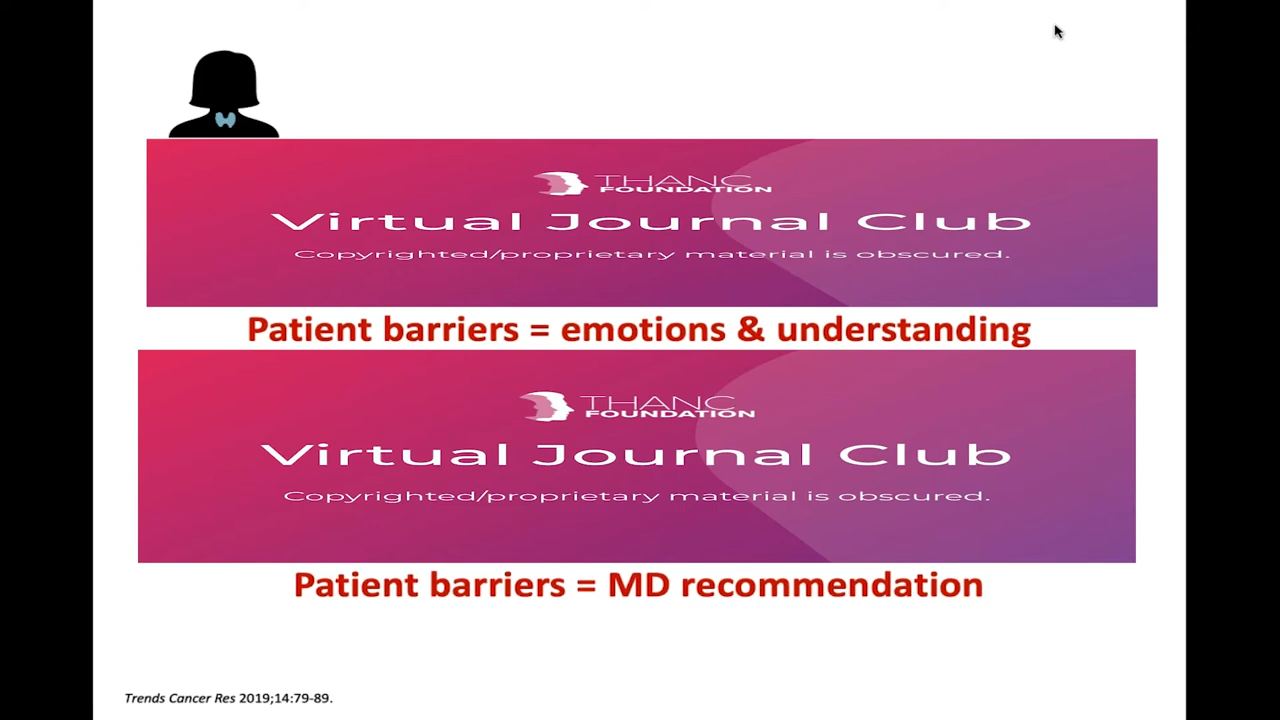 THANC
FOUNDATION
Virtual Journal Club
Copyrighted/proprietary material is obscured.
Patient barriers = emotions & understanding
THANC
FOUNDATION
Virtual Journal Club
Copyrighted/proprietary material is obscured.
Patient barriers = MD recommendation
Trends Cancer Res 2019;14:79-89.